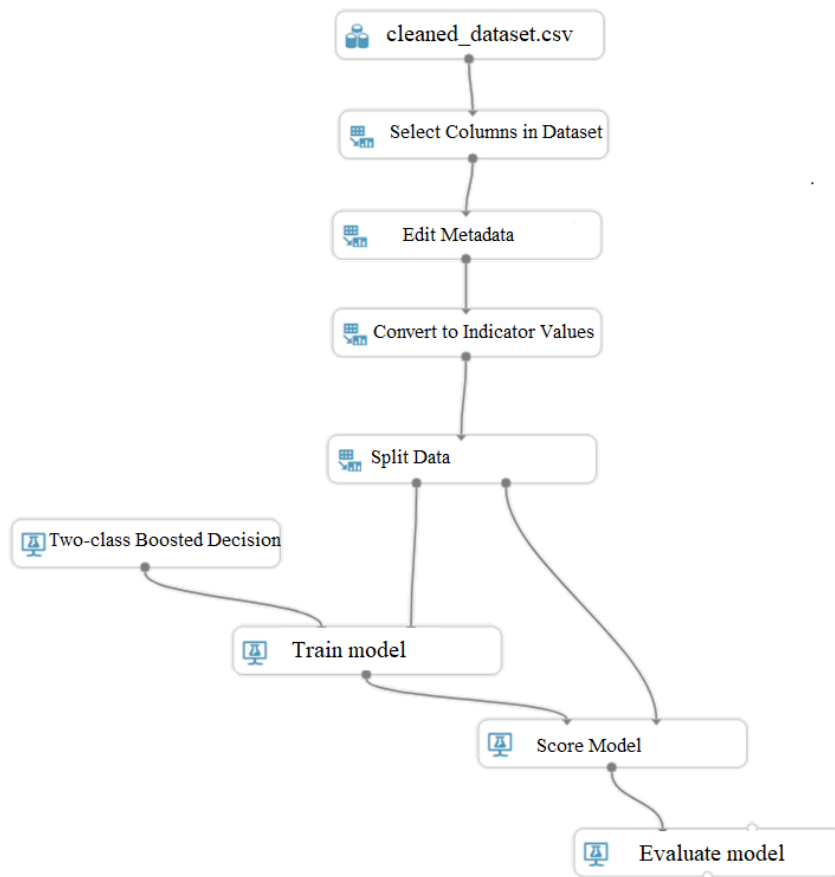 cleaned_dataset.csv
Select Columns in Dataset
Edit Metadata
Convert to Indicator Values
Split Data
Two-class Boosted Decision
Train model
Score Model
Evaluate model